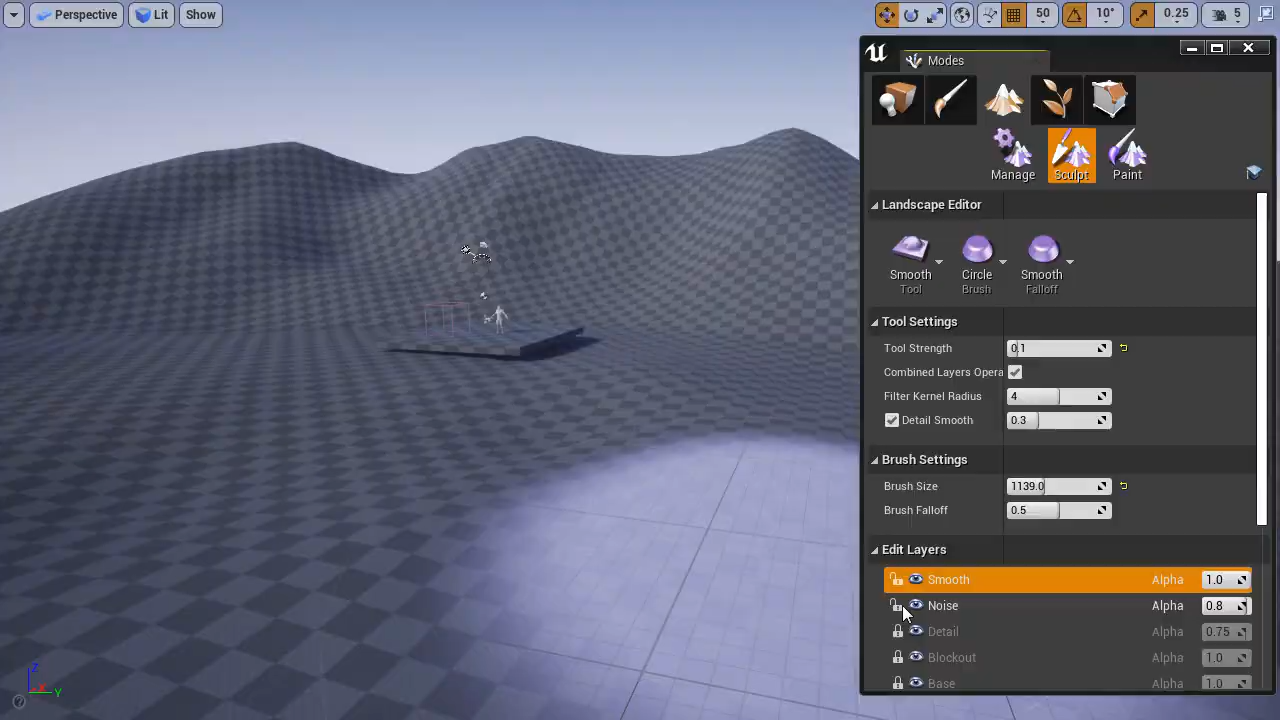 Perspective Lit Show 50 10° 0.25 5
Modes
Manage Sculpt Paint
Landscape Editor
Smooth Circle Smooth
Tool Brush Falloff
Tool Settings
Tool Strength 0.1
Combined Layers Opera
Filter Kernel Radius 4
Detail Smooth 0.3
Brush Settings
Brush Size 1139.0
Brush Falloff 0.5
Edit Layers
Smooth Alpha 1.0
Noise Alpha 0.8
Detail Alpha 0.75
Blockout Alpha 1.0
Base Alpha 1.0
Z
X Y
?